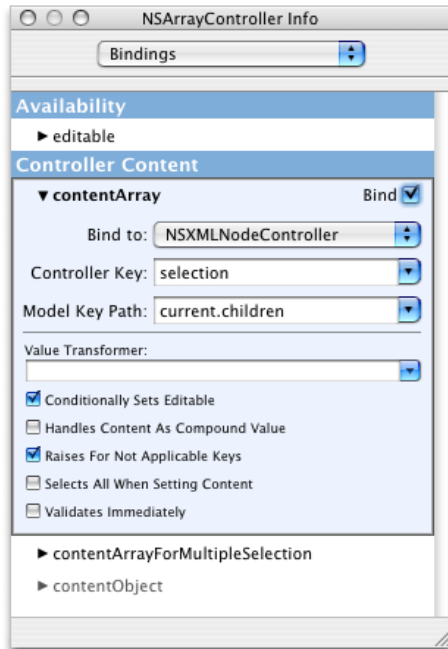 NSArrayController Info
Bindings
Availability
editable
Controller Content
contentArray Bind
Bind to: NSXMLNodeController
Controller Key: selection
Model Key Path: current.children
Value Transformer:
Conditionally Sets Editable
Handles Content As Compound Value
Raises For Not Applicable Keys
Selects All When Setting Content
Validates Immediately
contentArrayForMultipleSelection
contentObject